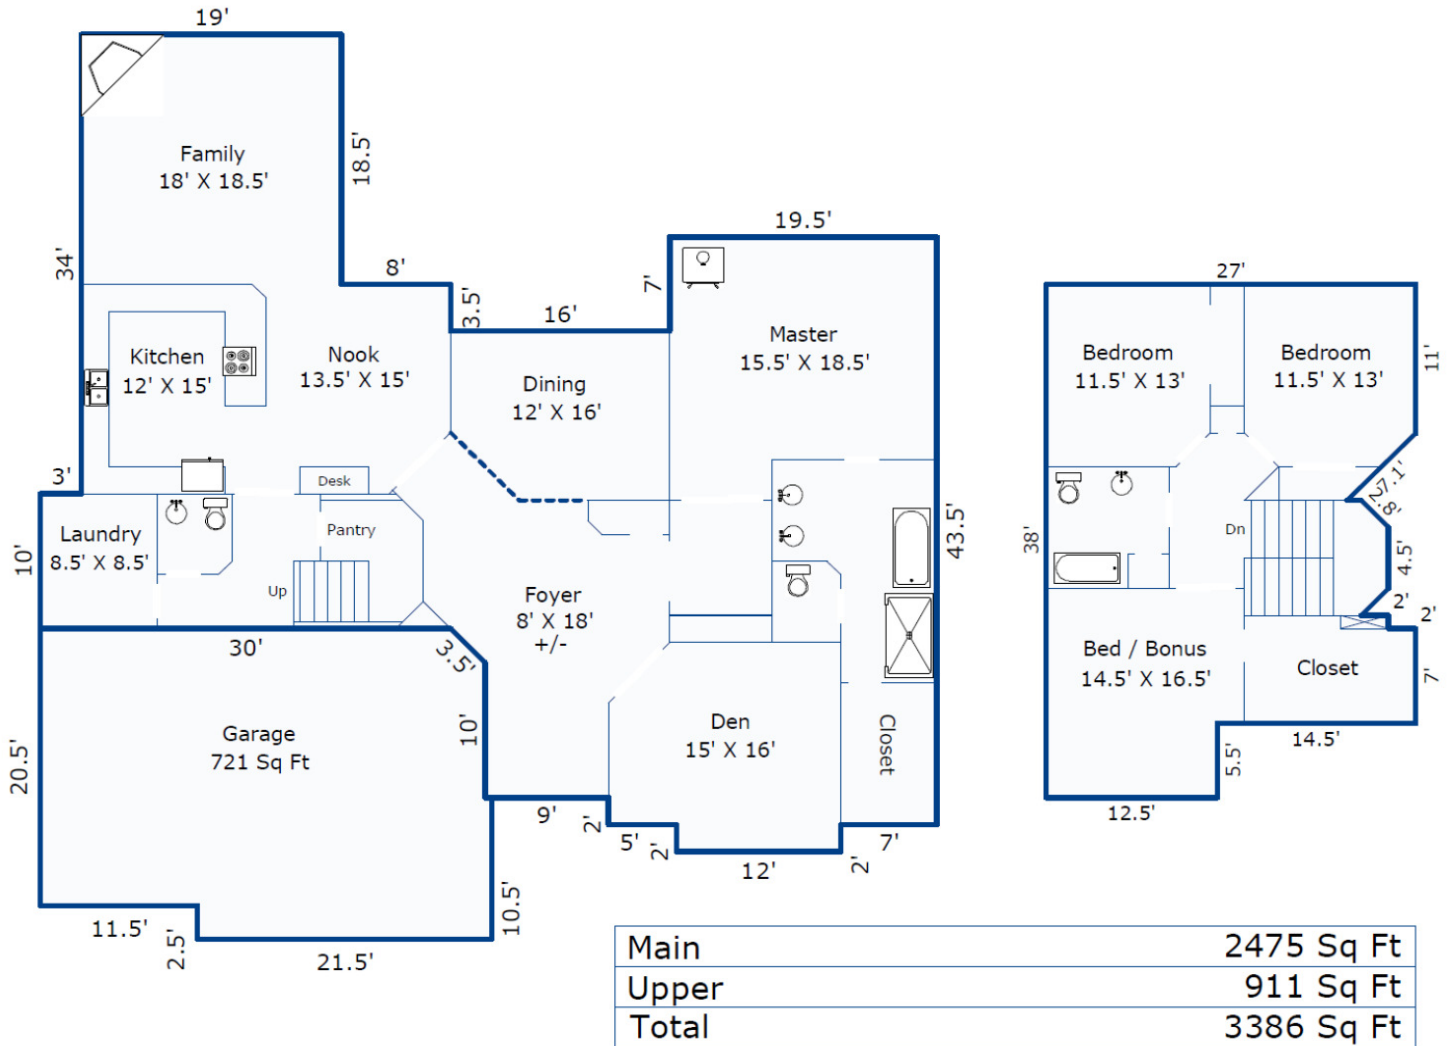 19'
Family
18' X 18.5'
18.5'
34'
8'
3.5'
16'
7'
19.5'
Kitchen
12' X 15'
Nook
13.5' X 15'
Dining
12' X 16'
Master
15.5' X 18.5'
43.5'
3'
Desk
Laundry
8.5' X 8.5'
10'
Pantry
Up
Foyer
8' X 18'
+/-
30'
3.5'
Garage
721 Sq Ft
20.5'
10'
Den
15' X 16'
Closet
9'
2'
5'
2'
12'
2'
7'
11.5'
2.5'
21.5'
10.5'
27'
Bedroom
11.5' X 13'
Bedroom
11.5' X 13'
11'
7.1'
2.8'
38'
Dn
4.5'
2'
2'
Bed / Bonus
14.5' X 16.5'
Closet
7'
14.5'
5.5'
12.5'
Main 2475 Sq Ft
Upper 911 Sq Ft
Total 3386 Sq Ft